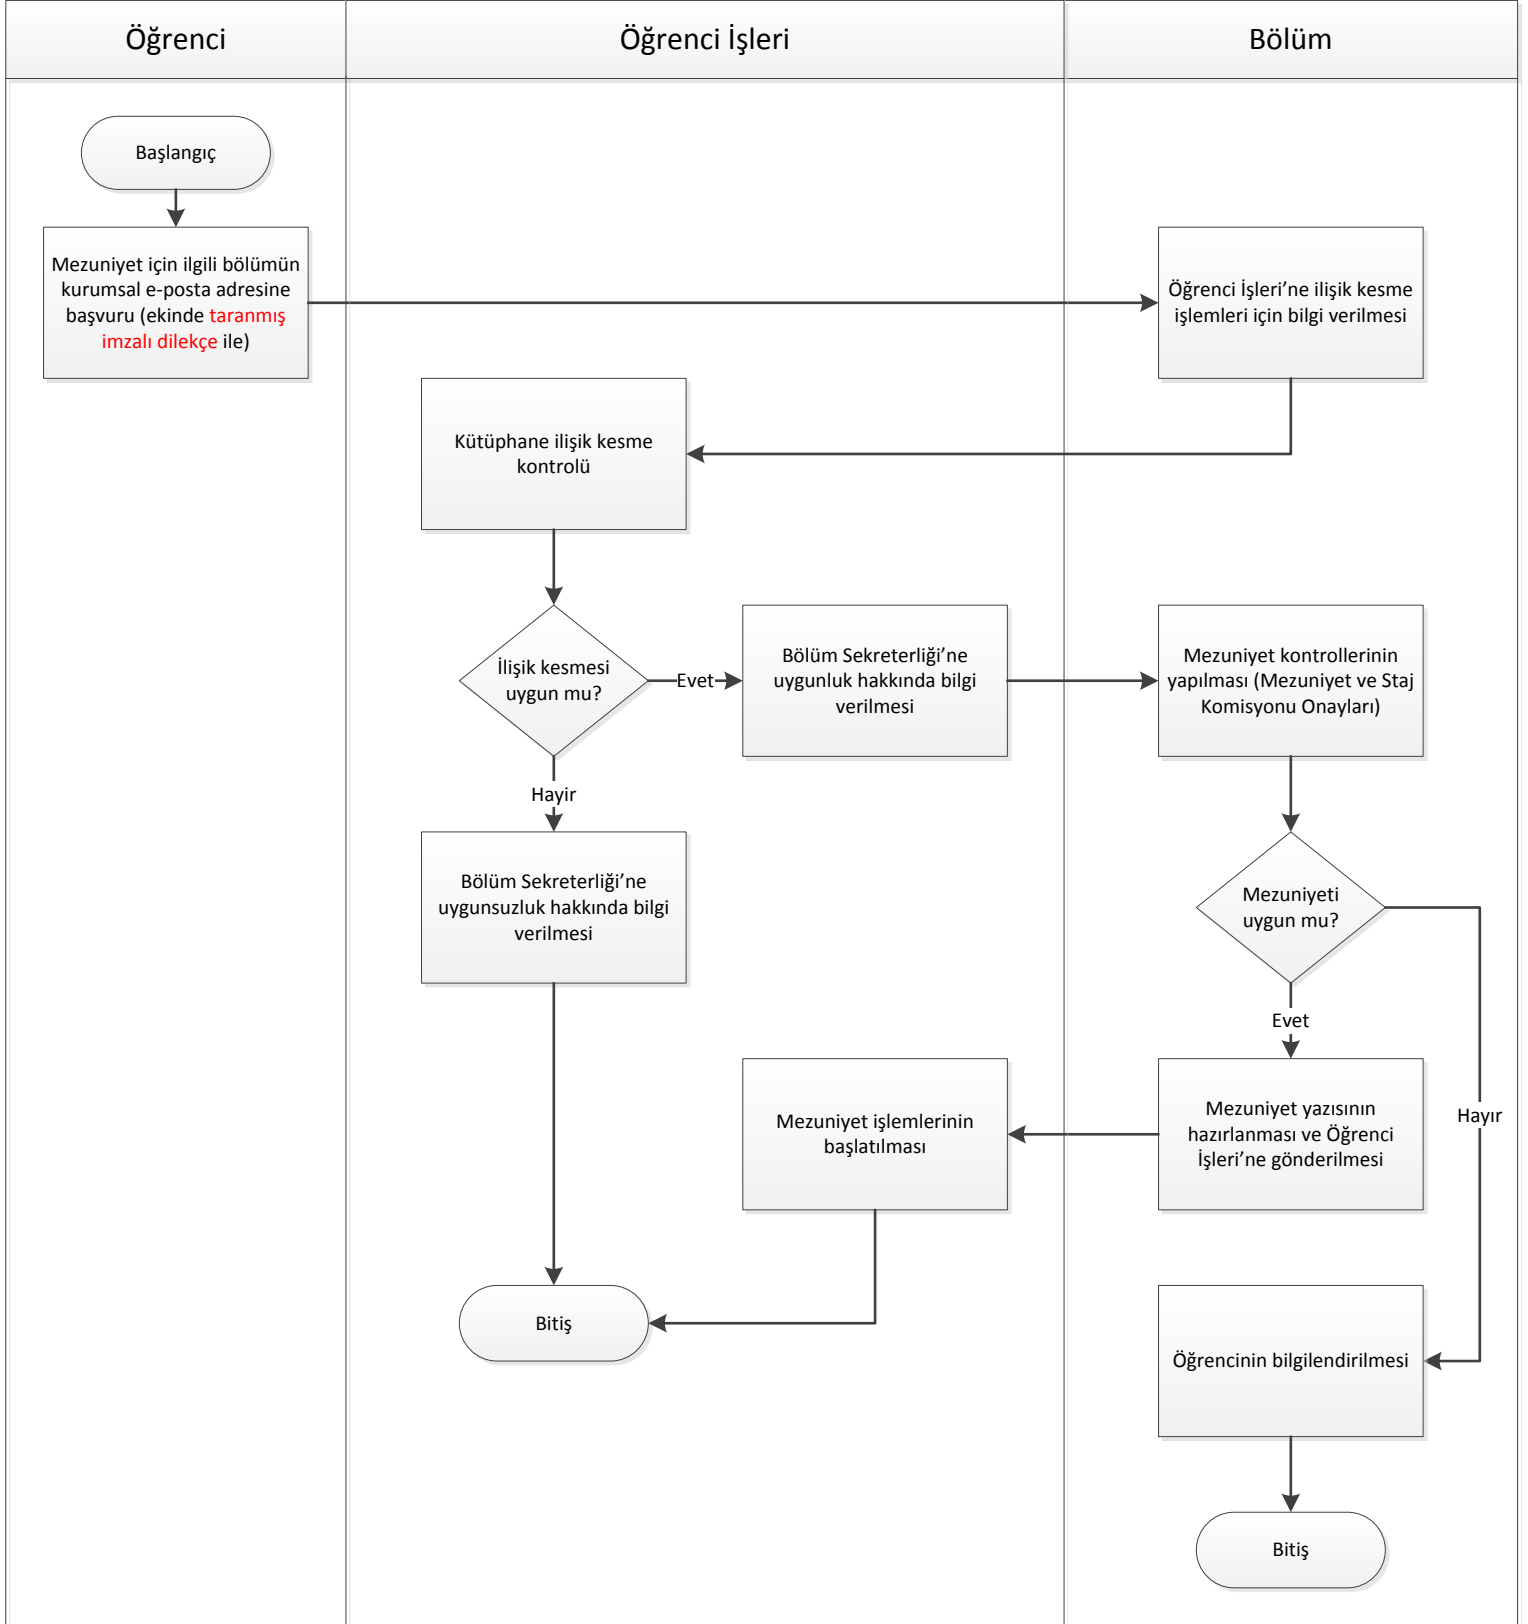 Öğrenci
Öğrenci İşleri
Bölüm
Başlangıç
Mezuniyet için ilgili bölümün
kurumsal e-posta adresine
başvuru (ekinde taranmış
imzalı dilekçe ile)
Öğrenci İşleri’ne ilişik kesme
işlemleri için bilgi verilmesi
Kütüphane ilişik kesme
kontrolü
İlişik kesmesi
uygun mu?
Evet
Bölüm Sekreterliği’ne
uygunluk hakkında bilgi
verilmesi
Mezuniyet kontrollerinin
yapılması (Mezuniyet ve Staj
Komisyonu Onayları)
Hayir
Bölüm Sekreterliği’ne
uygunsuzluk hakkında bilgi
verilmesi
Mezuniyeti
uygun mu?
Evet
Mezuniyet işlemlerinin
başlatılması
Mezuniyet yazısının
hazırlanması ve Öğrenci
İşleri’ne gönderilmesi
Hayır
Bitiş
Öğrencinin bilgilendirilmesi
Bitiş